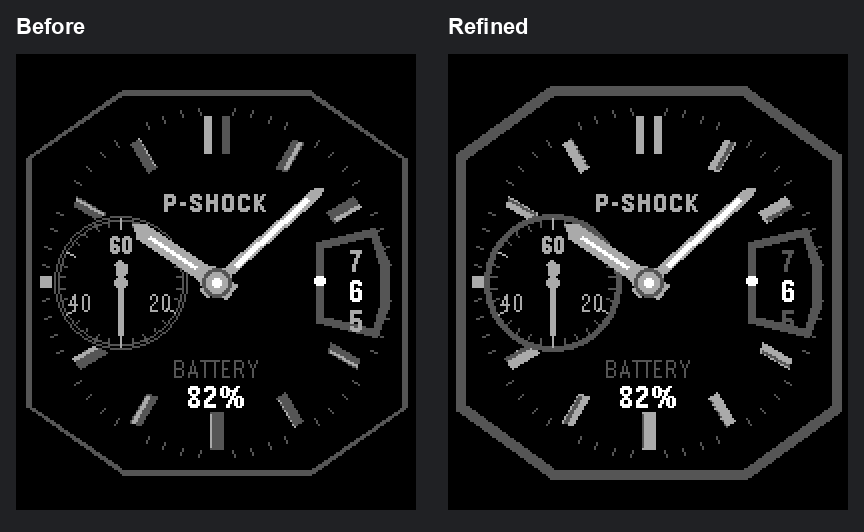 Before
Refined
P-SHOCK
60
40
20
7
6
5
BATTERY
82%
P-SHOCK
60
40
20
7
6
5
BATTERY
82%